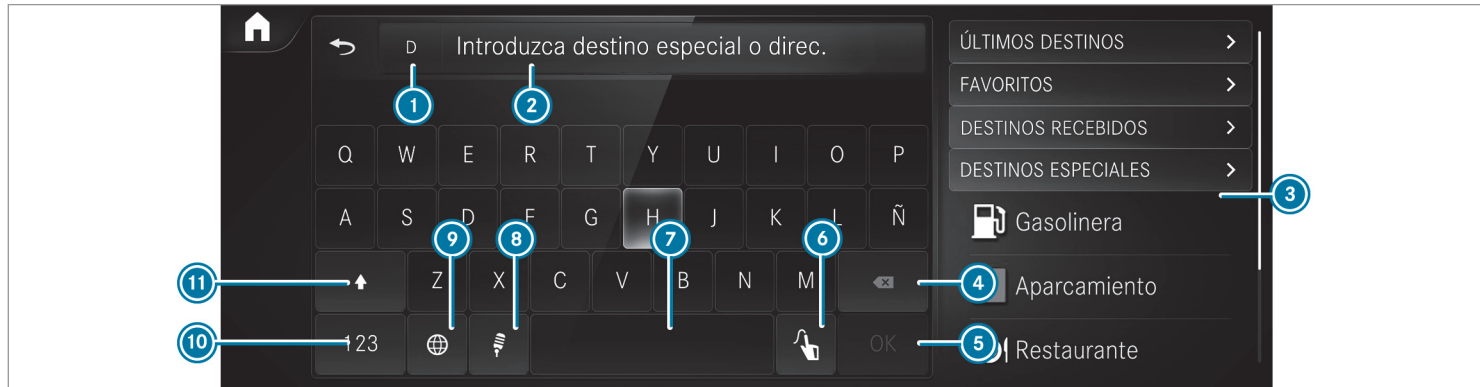 D Introduzca destino especial o direc.
1 2
Q W E R T Y U I O P
A S D F G H J K L Ñ
9 8 7 6
11 Z X C V B N M 4
10 123 OK 5
ÚLTIMOS DESTINOS
FAVORITOS
DESTINOS RECEBIDOS
DESTINOS ESPECIALES
3
Gasolinera
Aparcamiento
Restaurante